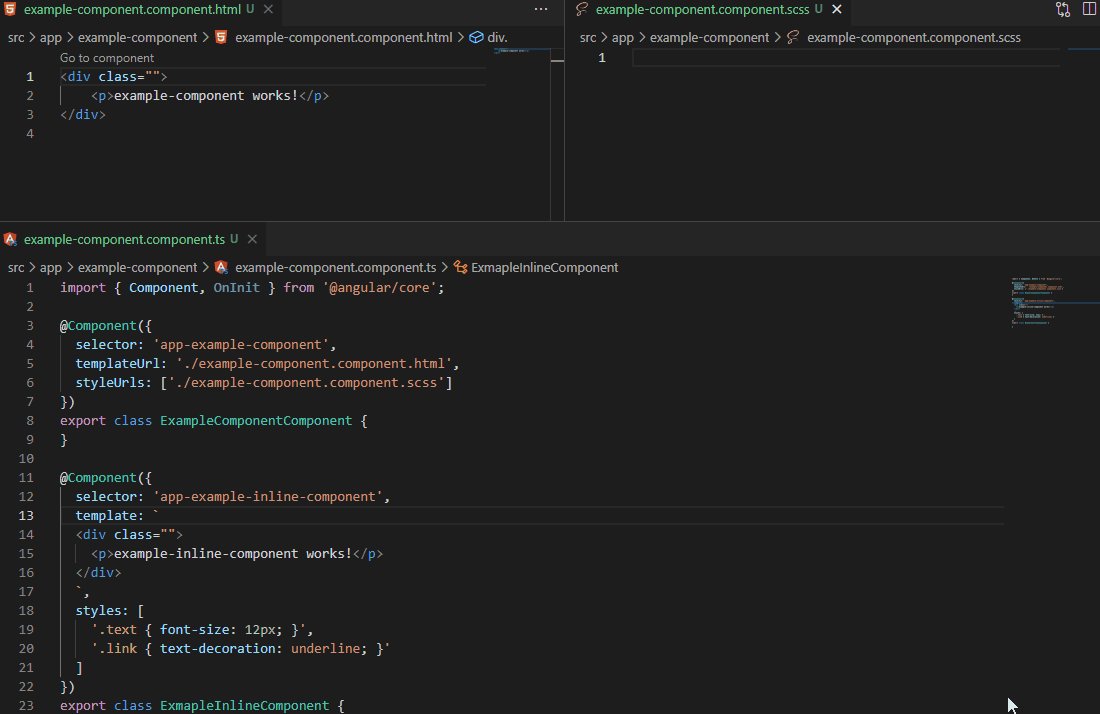 example-component.component.html U
src > app > example-component > example-component.component.html > div.
Go to component
1 <div class="">
2 <p>example-component works!</p>
3 </div>
4
example-component.component.scss U
src > app > example-component > example-component.component.scss
1
example-component.component.ts U
src > app > example-component > example-component.component.ts > ExmapleInlineComponent
1 import { Component, OnInit } from '@angular/core';
2
3 @Component({
4 selector: 'app-example-component',
5 templateUrl: './example-component.component.html',
6 styleUrls: ['./example-component.component.scss']
7 })
8 export class ExampleComponentComponent {
9 }
10
11 @Component({
12 selector: 'app-example-inline-component',
13 template: `
14 <div class="">
15 <p>example-inline-component works!</p>
16 </div>
17 `,
18 styles: [
19 '.text { font-size: 12px; }',
20 '.link { text-decoration: underline; }'
21 ]
22 })
23 export class ExmapleInlineComponent {